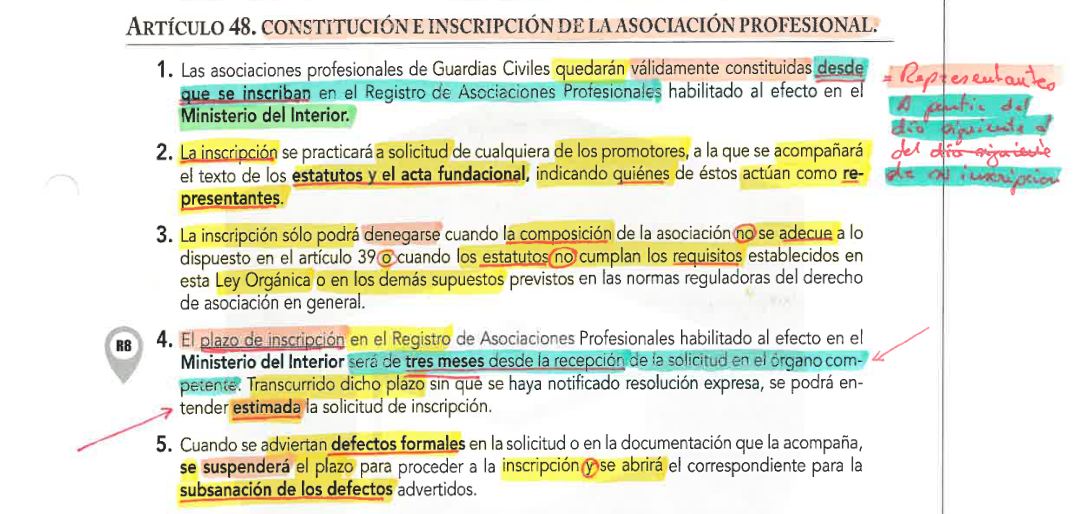 ARTÍCULO 48. CONSTITUCIÓN E INSCRIPCIÓN DE LA ASOCIACIÓN PROFESIONAL.
1. Las asociaciones profesionales de Guardias Civiles quedarán válidamente constituidas desde
que se inscriban en el Registro de Asociaciones Profesionales habilitado al efecto en el
Ministerio del Interior.
= Representante
A partir del
día siguiente al
del día siguiente
de su inscripcion
2. La inscripción se practicará a solicitud de cualquiera de los promotores, a la que se acompañará
el texto de los estatutos y el acta fundacional, indicando quiénes de éstos actúan como re-
presentantes.
3. La inscripción sólo podrá denegarse cuando la composición de la asociación no se adecue a lo
dispuesto en el artículo 39 o cuando los estatutos no cumplan los requisitos establecidos en
esta Ley Orgánica o en los demás supuestos previstos en las normas reguladoras del derecho
de asociación en general.
R8
4. El plazo de inscripción en el Registro de Asociaciones Profesionales habilitado al efecto en el
Ministerio del Interior será de tres meses desde la recepción de la solicitud en el órgano com-
petente. Transcurrido dicho plazo sin que se haya notificado resolución expresa, se podrá en-
tender estimada la solicitud de inscripción.
5. Cuando se adviertan defectos formales en la solicitud o en la documentación que la acompaña,
se suspenderá el plazo para proceder a la inscripción y se abrirá el correspondiente para la
subsanación de los defectos advertidos.